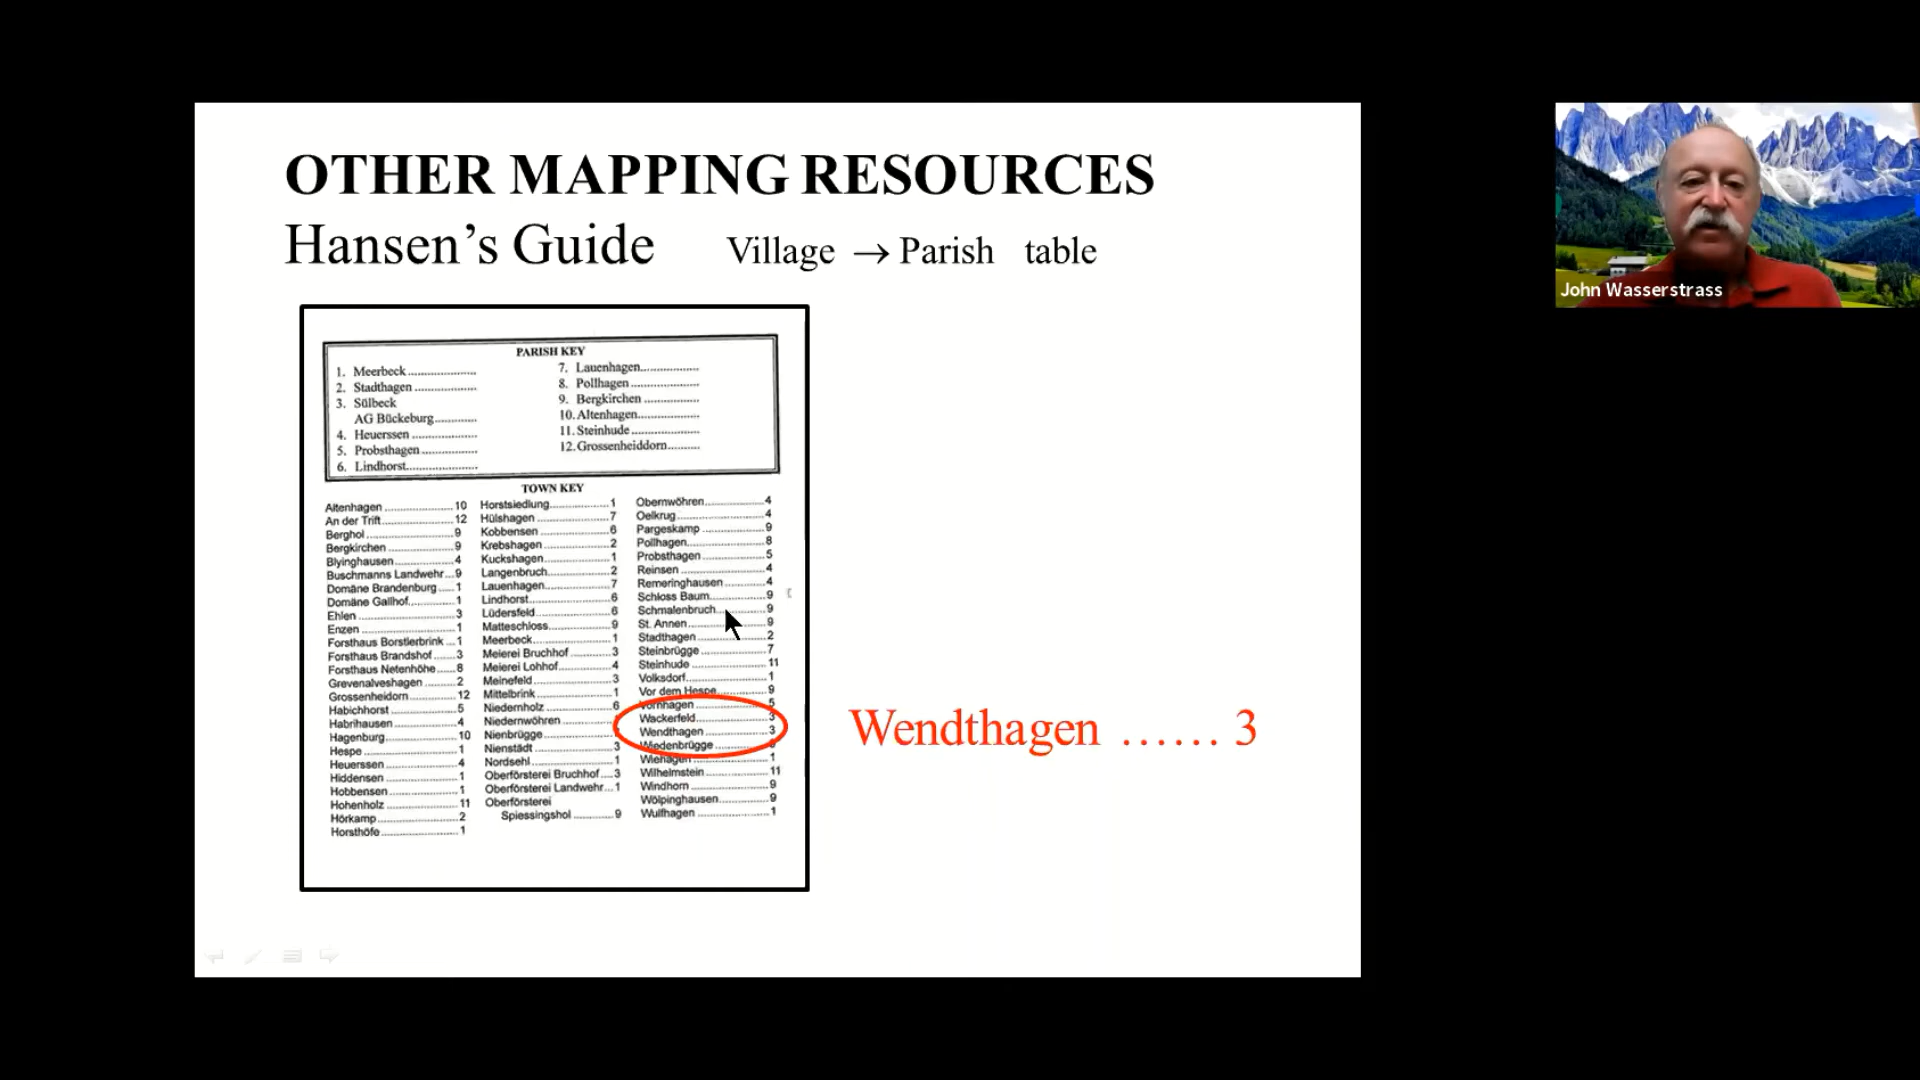 OTHER MAPPING RESOURCES
Hansen’s Guide Village → Parish table
PARISH KEY
1. Meerbeck
2. Stadthagen
3. Sülbeck
AG Bückeburg
4. Heuerssen
5. Probsthagen
6. Lindhorst
7. Lauenhagen
8. Pollhagen
9. Bergkirchen
10. Altenhagen
11. Steinhude
12. Grossenheiddorn
TOWN KEY
Altenhagen 10
An der Trift 12
Berghol 9
Bergkirchen 9
Blyinghausen 4
Buschmanns Landwehr 9
Domäne Brandenburg 1
Domäne Gallhof 1
Ehlen 3
Enzen 1
Forsthaus Borstlerbrink 1
Forsthaus Brandshof 3
Forsthaus Netenhöhe 8
Grevenalveshagen 2
Grossenheidorn 12
Habichhorst 5
Habrihausen 4
Hagenburg 10
Hespe 1
Heuerssen 4
Hiddensen 1
Hobbensen 1
Hohenholz 11
Hörkamp 2
Horsthöfe 1
Horstsiedlung 1
Hülshagen 7
Kobbensen 6
Krebshagen 2
Kuckshagen 1
Langenbruch 2
Lauenhagen 7
Lindhorst 6
Lüdersfeld 6
Matteschloss 9
Meerbeck 1
Meierei Bruchhof 3
Meierei Lohhof 4
Meinefeld 3
Mittelbrink 1
Niedernholz 6
Niedernwöhren
Nienbrügge
Nienstädt 3
Nordsehl 1
Oberförsterei Bruchhof 3
Oberförsterei Landwehr 1
Oberförsterei
Spiessingshol 9
Obernwöhren 4
Oelkrug 4
Pargeskamp 9
Pollhagen 8
Probsthagen 5
Reinsen 4
Remeringhausen 4
Schloss Baum 9
Schmalenbruch 9
St. Annen 9
Stadthagen 2
Steinbrügge 7
Steinhude 11
Volksdorf 1
Vor dem Hespe 9
Vornhagen 5
Wackerfeld 3
Wendthagen 3
Wiedenbrügge
Wiehagen 1
Wilhelmstein 11
Windhorn 9
Wölpinghausen 9
Wulfhagen 1
Wendthagen ...... 3
John Wasserstrass